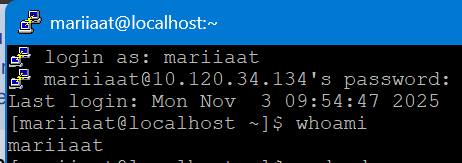 mariiaat@localhost:~
login as: mariiaat
mariiaat@10.120.34.134's password:
Last login: Mon Nov  3 09:54:47 2025
[mariiaat@localhost ~]$ whoami
mariiaat